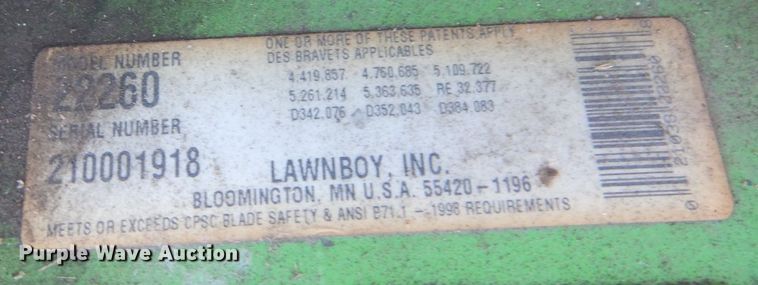 MODEL NUMBER
22260
SERIAL NUMBER
210001918
ONE OR MORE OF THESE PATENTS APPLY
DES BRAVETS APPLICABLES
4.419.857 4.760.685 5.109.722
5.261.214 5.363.635 RE 32.377
D342.076 D352.043 D384.083
LAWNBOY, INC.
BLOOMINGTON, MN U.S.A. 55420-1196
MEETS OR EXCEEDS CPSC BLADE SAFETY & ANSI B71.1 - 1998 REQUIREMENTS
Purple Wave Auction